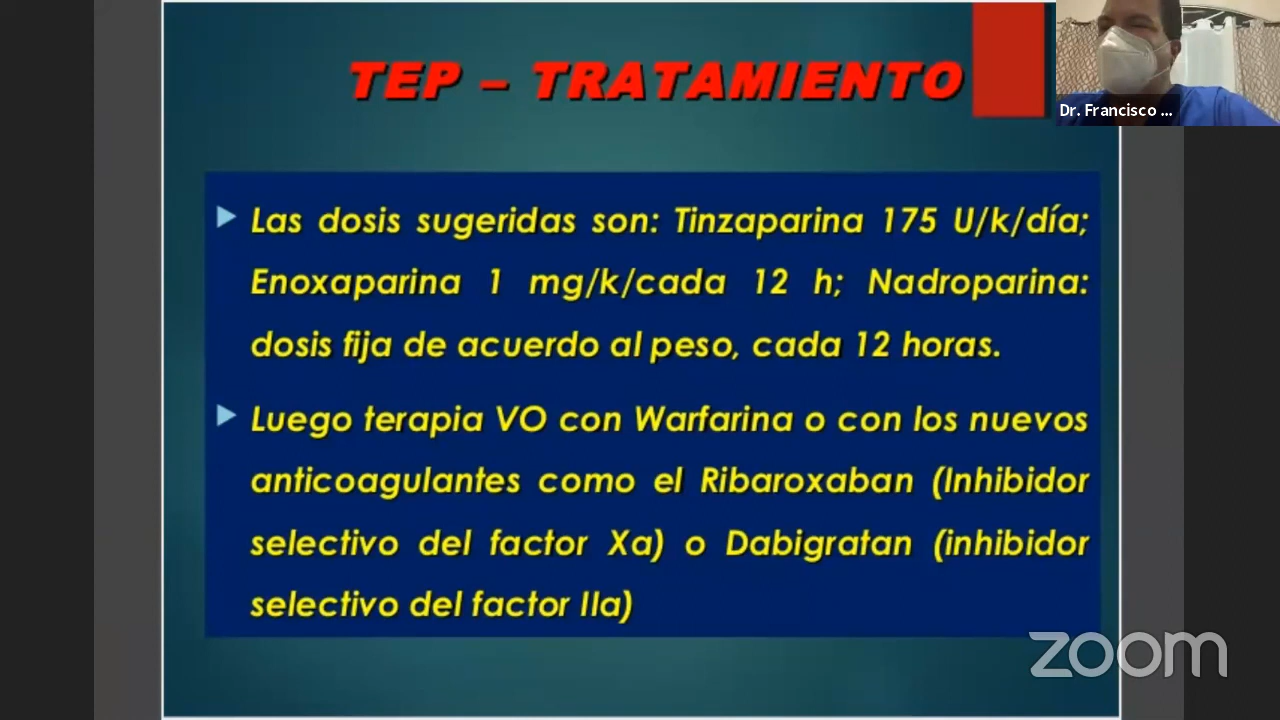 TEP – TRATAMIENTO
Dr. Francisco ...
Las dosis sugeridas son: Tinzaparina 175 U/k/día;
Enoxaparina 1 mg/k/cada 12 h; Nadroparina:
dosis fija de acuerdo al peso, cada 12 horas.
Luego terapia VO con Warfarina o con los nuevos
anticoagulantes como el Ribaroxaban (Inhibidor
selectivo del factor Xa) o Dabigratan (inhibidor
selectivo del factor IIa)
zoom